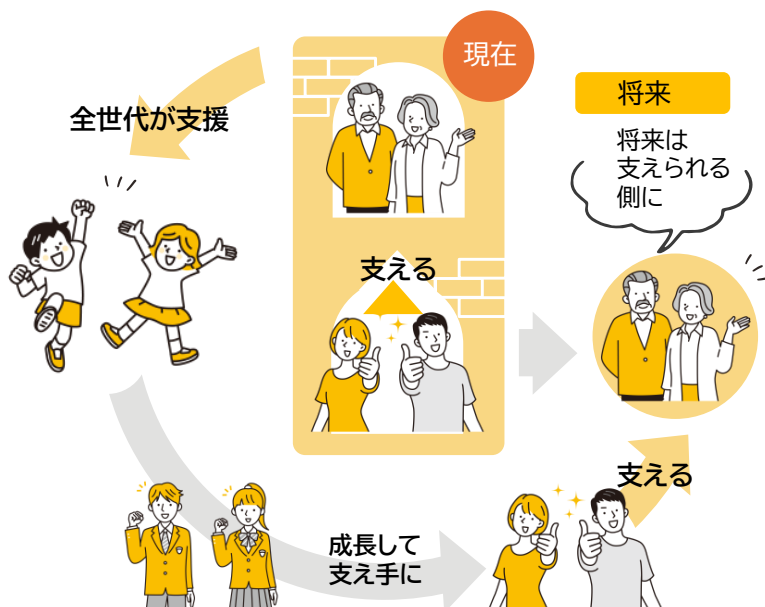 現在
全世代が支援
支える
将来
将来は
支えられる
側に
支える
成長して
支え手に